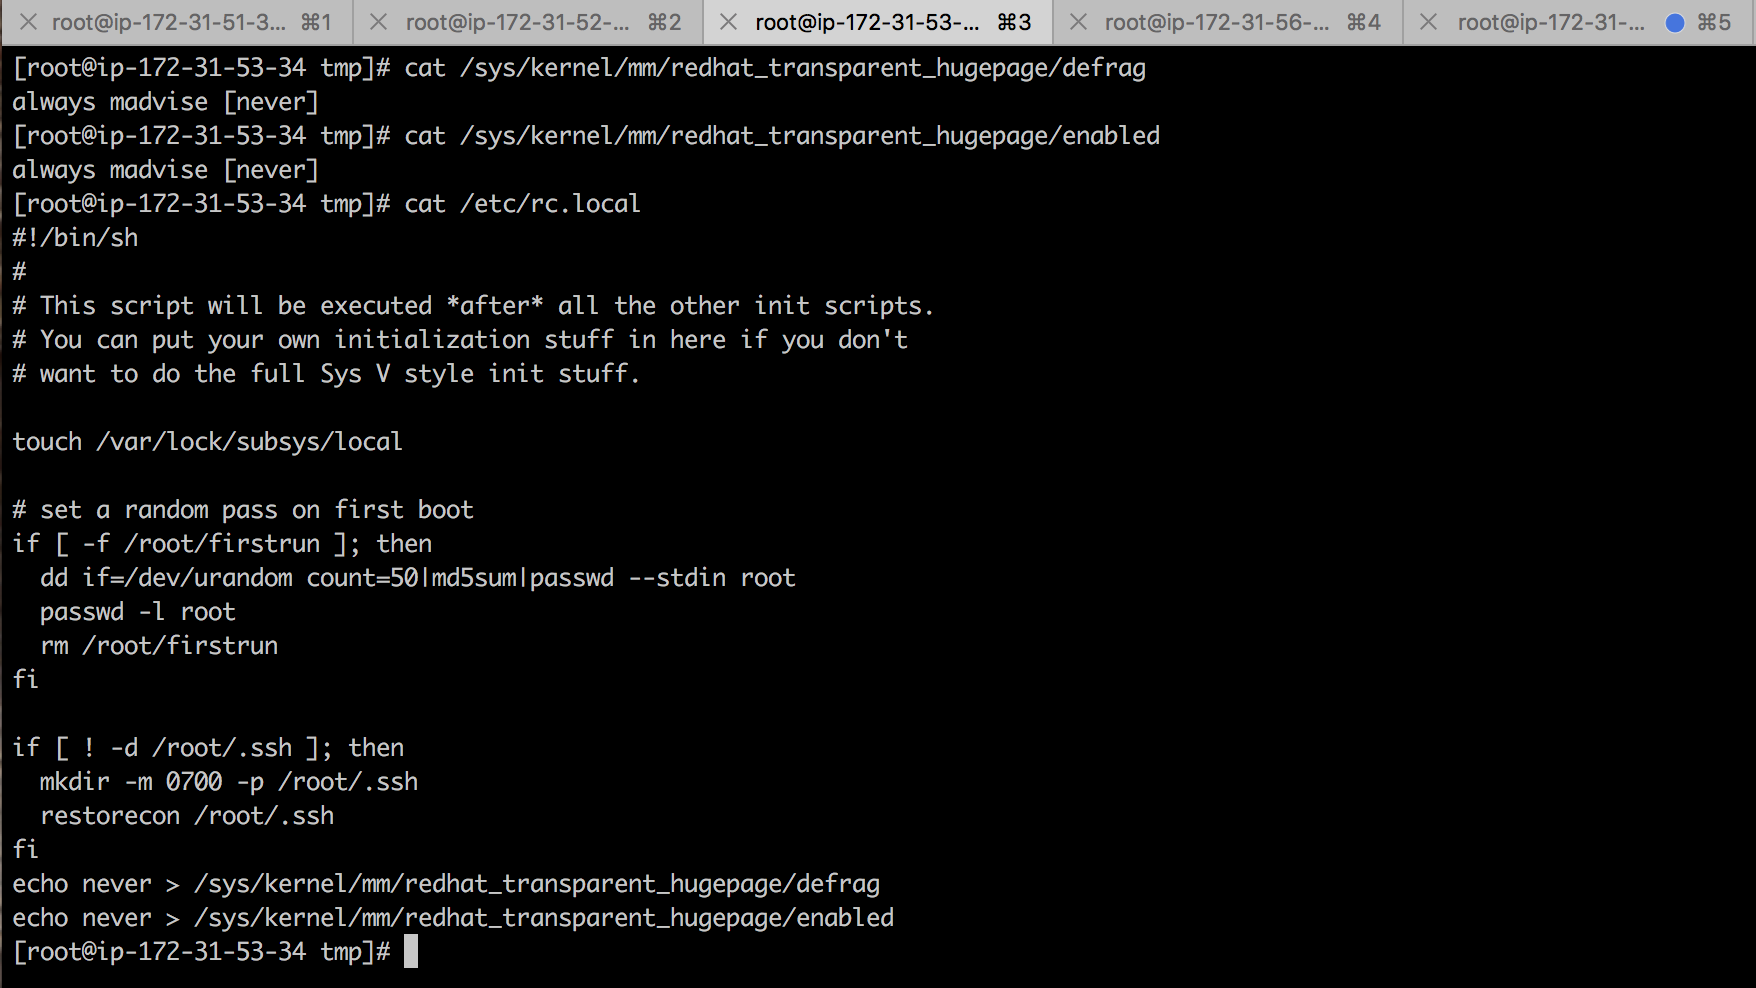 root@ip-172-31-51-3... ⌘1 root@ip-172-31-52-... ⌘2 root@ip-172-31-53-... ⌘3 root@ip-172-31-56-... ⌘4 root@ip-172-31-... ⌘5
[root@ip-172-31-53-34 tmp]# cat /sys/kernel/mm/redhat_transparent_hugepage/defrag
always madvise [never]
[root@ip-172-31-53-34 tmp]# cat /sys/kernel/mm/redhat_transparent_hugepage/enabled
always madvise [never]
[root@ip-172-31-53-34 tmp]# cat /etc/rc.local
#!/bin/sh
#
# This script will be executed *after* all the other init scripts.
# You can put your own initialization stuff in here if you don't
# want to do the full Sys V style init stuff.

touch /var/lock/subsys/local

# set a random pass on first boot
if [ -f /root/firstrun ]; then
  dd if=/dev/urandom count=50|md5sum|passwd --stdin root
  passwd -l root
  rm /root/firstrun
fi

if [ ! -d /root/.ssh ]; then
  mkdir -m 0700 -p /root/.ssh
  restorecon /root/.ssh
fi
echo never > /sys/kernel/mm/redhat_transparent_hugepage/defrag
echo never > /sys/kernel/mm/redhat_transparent_hugepage/enabled
[root@ip-172-31-53-34 tmp]#